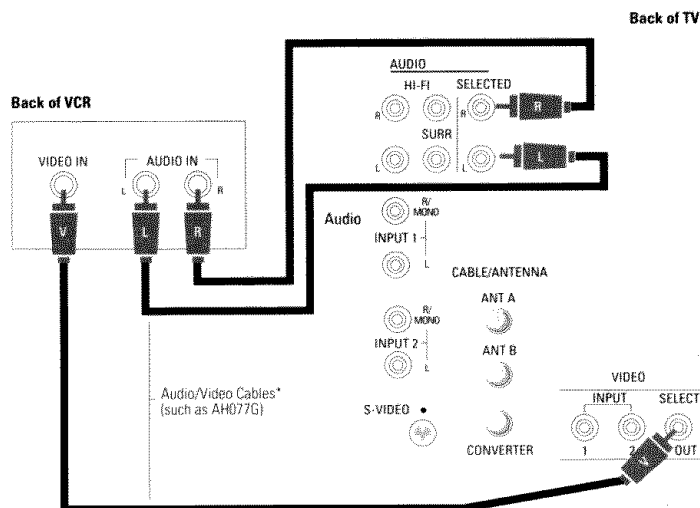 Back of TV
AUDIO
HI-FI SELECTED
R R R
SURR
L L L
Back of VCR
VIDEO IN AUDIO IN
L R
V L R
Audio
R/
MONO
INPUT 1
L
CABLE/ANTENNA
ANT A
R/
MONO
INPUT 2
L
ANT B
Audio/Video Cables*
(such as AH077G)
S-VIDEO
CONVERTER
VIDEO
INPUT SELECT
1 2 OUT
V